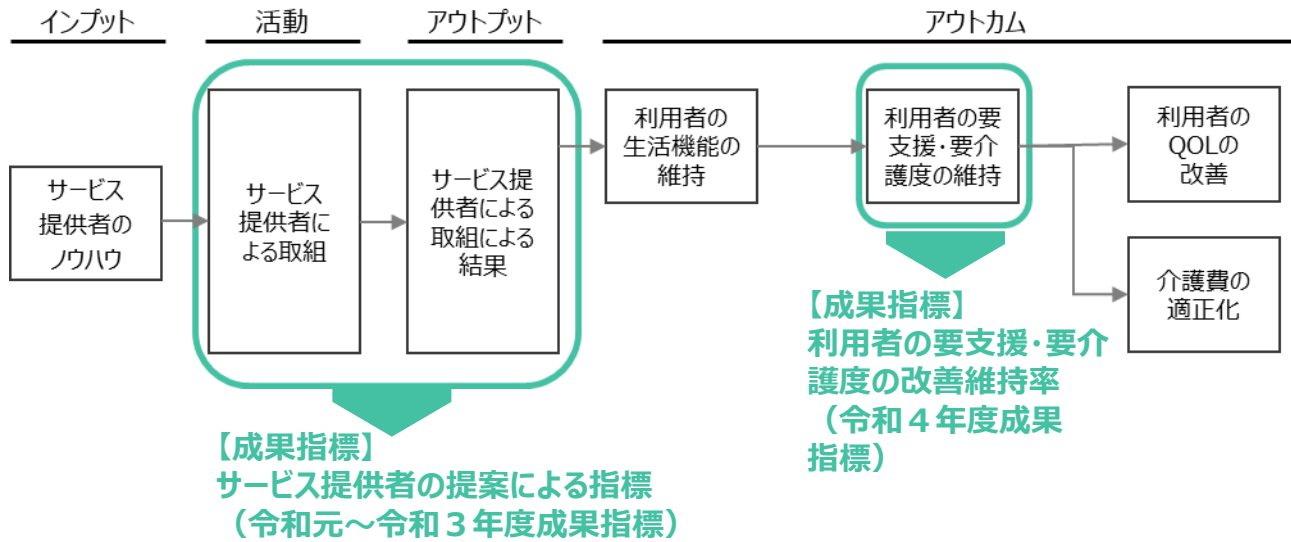 インプット
活動
アウトプット
アウトカム
サービス
提供者の
ノウハウ
サービス
提供者に
よる取組
サービス提
供者による
取組による
結果
利用者の
生活機能の
維持
利用者の要
支援・要介
護度の維持
利用者の
QOLの
改善
介護費の
適正化
【成果指標】
サービス提供者の提案による指標
（令和元～令和３年度成果指標）
【成果指標】
利用者の要支援・要介
護度の改善維持率
（令和４年度成果
指標）